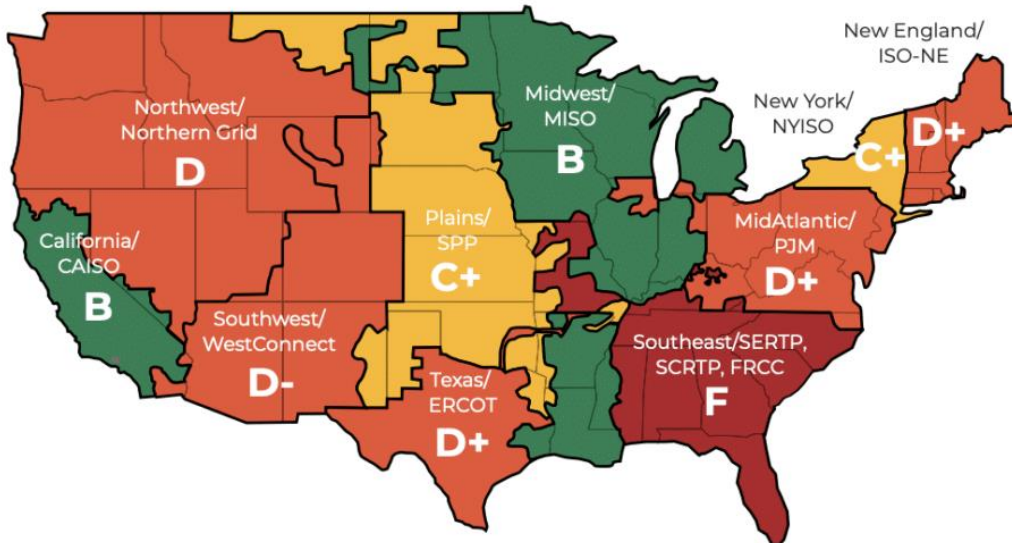 New England/
ISO-NE
D+
New York/
NYISO
C+
Northwest/
Northern Grid
D
Midwest/
MISO
B
California/
CAISO
B
Plains/
SPP
C+
MidAtlantic/
PJM
D+
Southwest/
WestConnect
D-
Texas/
ERCOT
D+
Southeast/SERTP,
SCRTP, FRCC
F